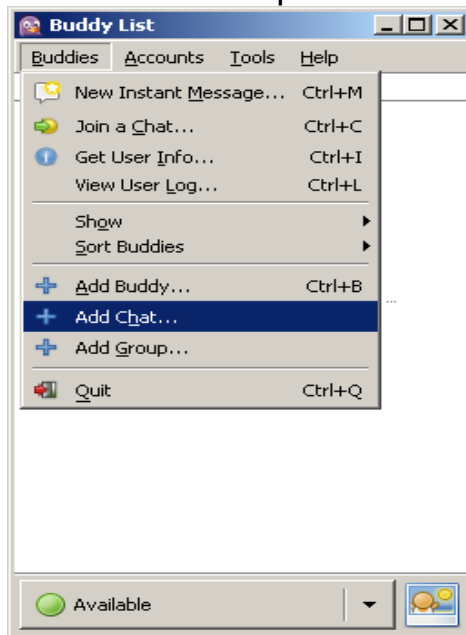 Buddy List
Buddies Accounts Tools Help
New Instant Message... Ctrl+M
Join a Chat... Ctrl+C
Get User Info... Ctrl+I
View User Log... Ctrl+L
Show
Sort Buddies
Add Buddy... Ctrl+B
Add Chat...
Add Group...
Quit Ctrl+Q
Available